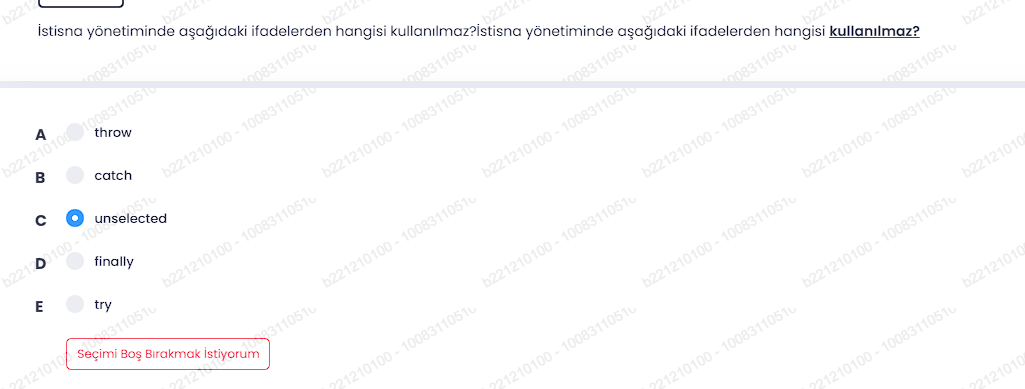 İstisna yönetiminde aşağıdaki ifadelerden hangisi kullanılmaz?İstisna yönetiminde aşağıdaki ifadelerden hangisi kullanılmaz?
A throw
B catch
C unselected
D finally
E try
Seçimi Boş Bırakmak İstiyorum